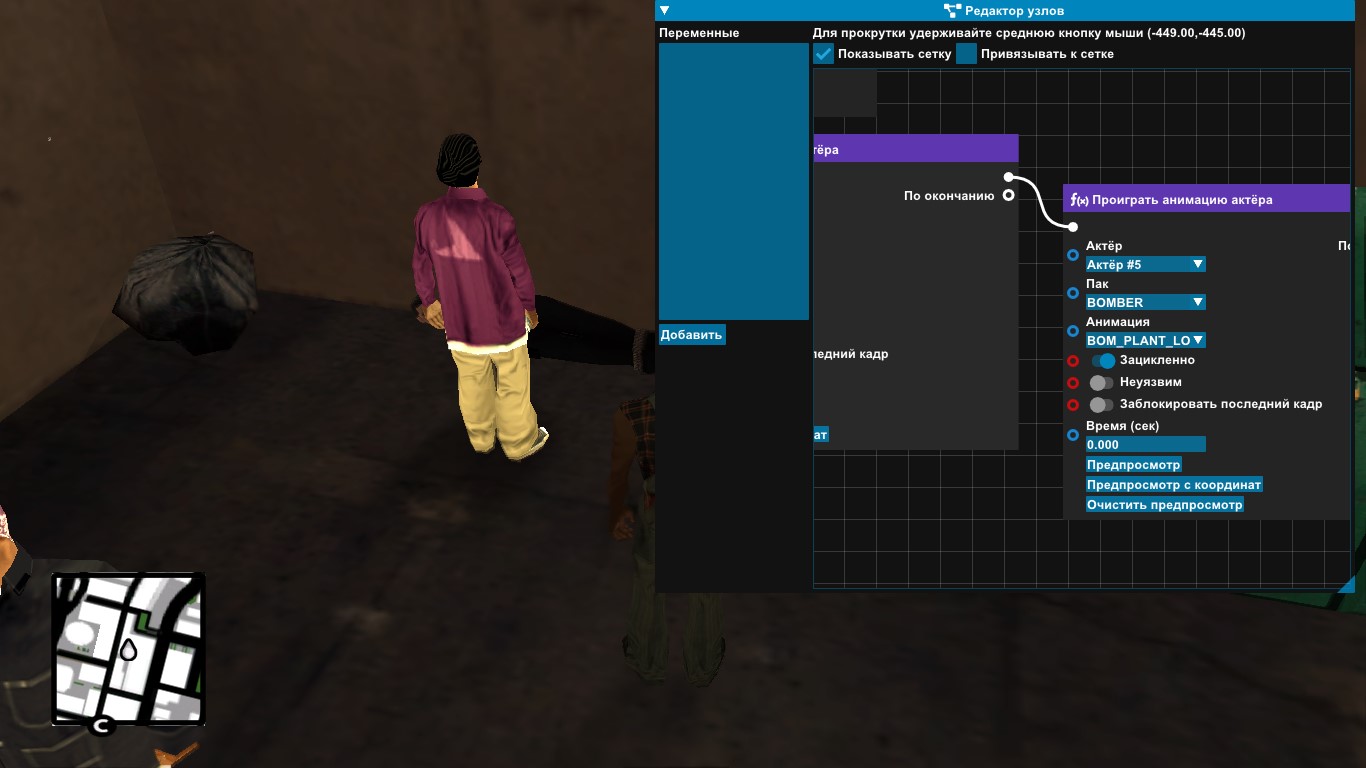 Редактор узлов
Переменные
Для прокрутки удерживайте среднюю кнопку мыши (-449.00,-445.00)
Показывать сетку
Привязывать к сетке
тёра
По окончанию
f(x) Проиграть анимацию актёра
Актёр
Актёр #5
Пак
BOMBER
Анимация
BOM_PLANT_LO
Зациклено
Неуязвим
Заблокировать последний кадр
Время (сек)
0.000
Предпросмотр
Предпросмотр с координат
Очистить предпросмотр
Добавить
ледний кадр
ат
C